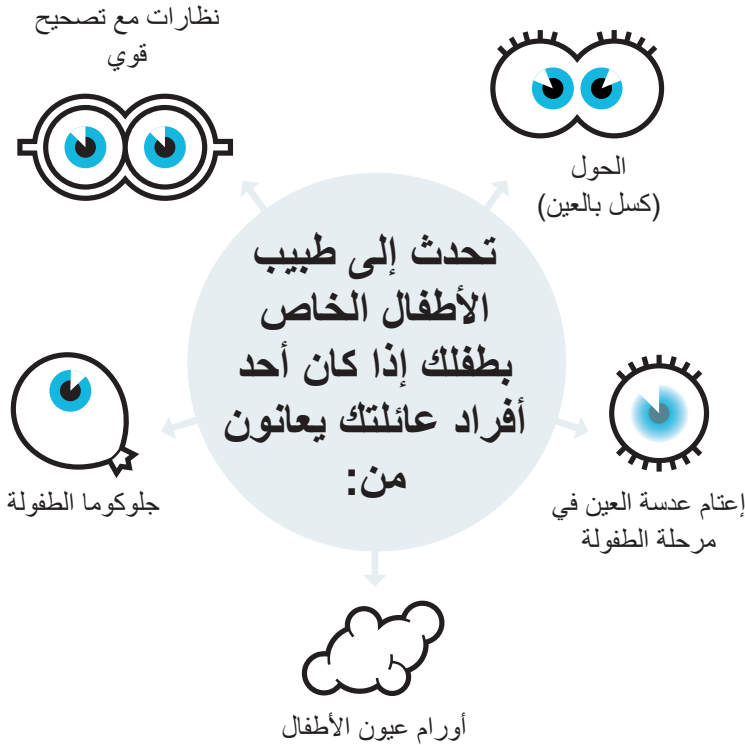 نظارات مع تصحيح
قوي
الحول
(كسل بالعين)
تحدث إلى طبيب
الأطفال الخاص
بطفلك إذا كان أحد
أفراد عائلتك يعانون
من:
جلوكوما الطفولة
إعتام عدسة العين في
مرحلة الطفولة
أورام عيون الأطفال